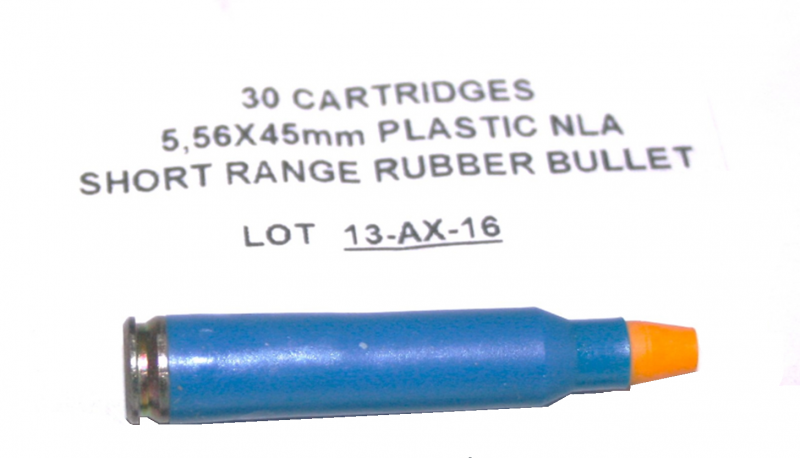 30 CARTRIDGES
5,56X45mm PLASTIC NLA
SHORT RANGE RUBBER BULLET
LOT 13-AX-16